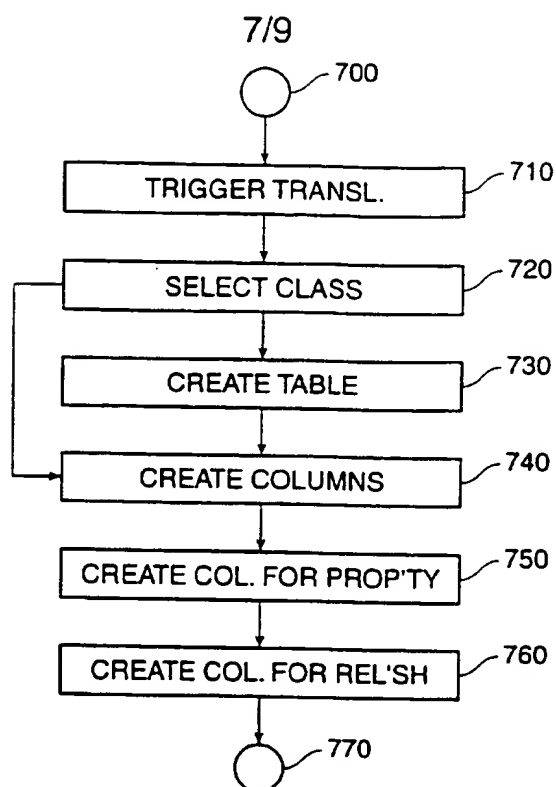 7/9
700
TRIGGER TRANSL.
710
SELECT CLASS
720
CREATE TABLE
730
CREATE COLUMNS
740
CREATE COL. FOR PROP'TY
750
CREATE COL. FOR REL'SH
760
770